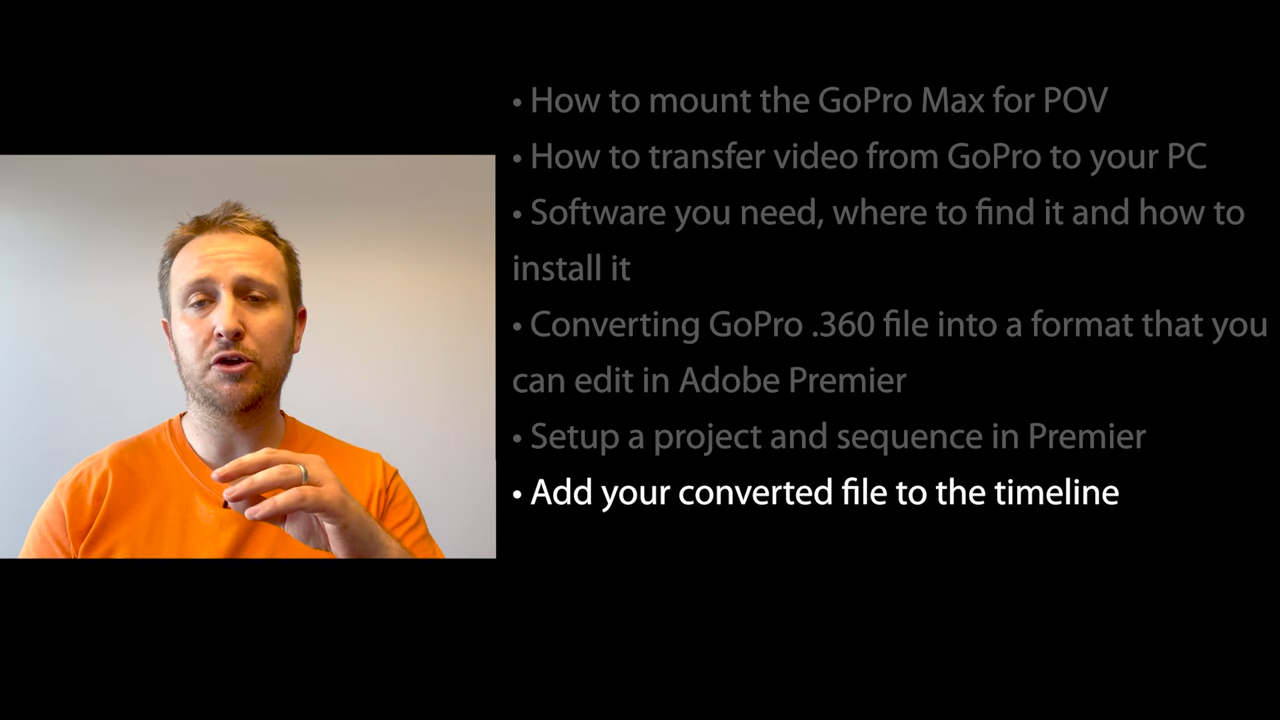 • How to mount the GoPro Max for POV
• How to transfer video from GoPro to your PC
• Software you need, where to find it and how to
install it
• Converting GoPro .360 file into a format that you
can edit in Adobe Premier
• Setup a project and sequence in Premier
• Add your converted file to the timeline